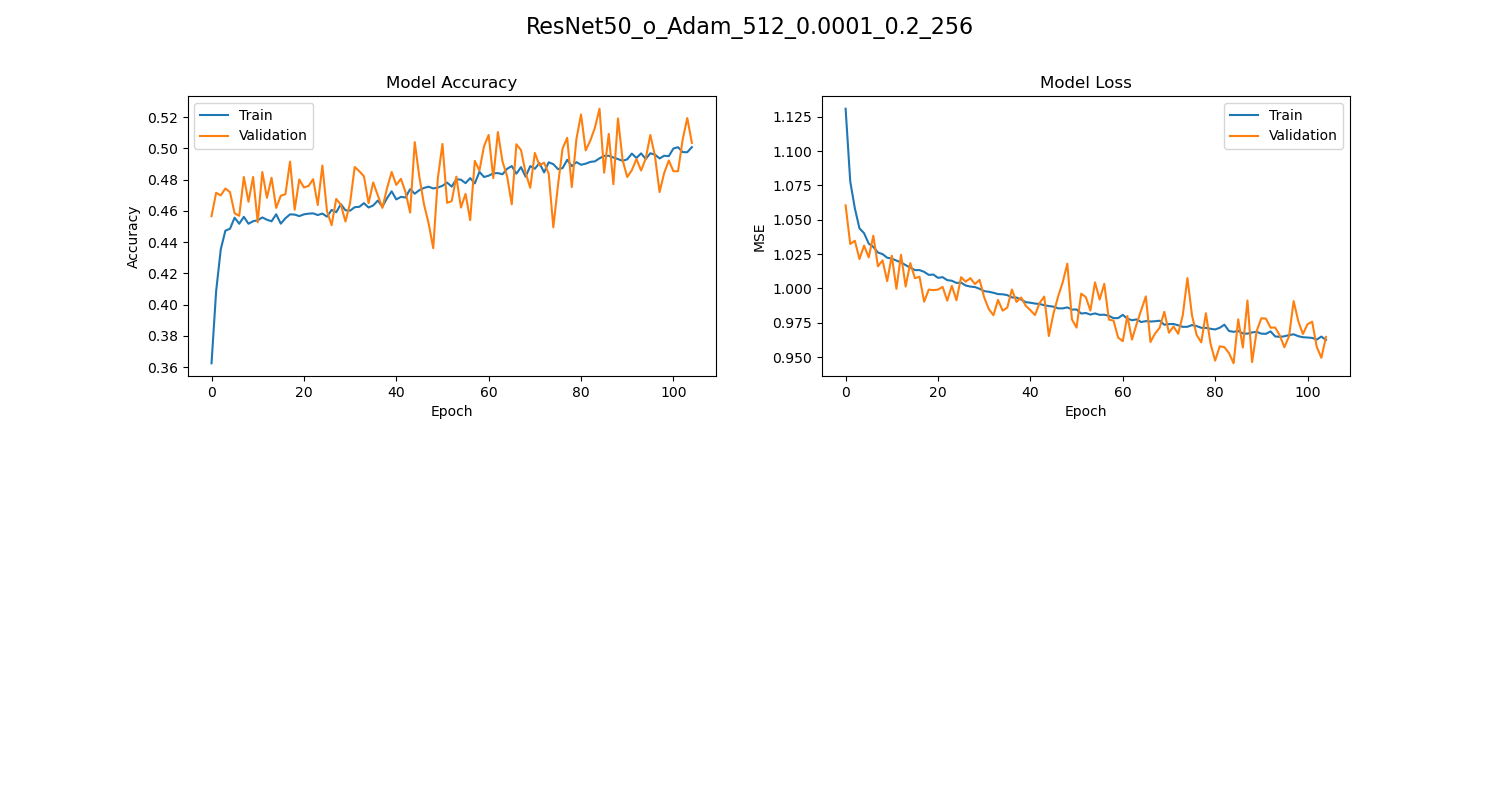 ResNet50_o_Adam_512_0.0001_0.2_256
Model Accuracy
Train
Validation
0.52
0.50
0.48
0.46
0.44
0.42
0.40
0.38
0.36
Accuracy
0 20 40 60 80 100
Epoch
Model Loss
Train
Validation
1.125
1.100
1.075
1.050
1.025
1.000
0.975
0.950
MSE
0 20 40 60 80 100
Epoch